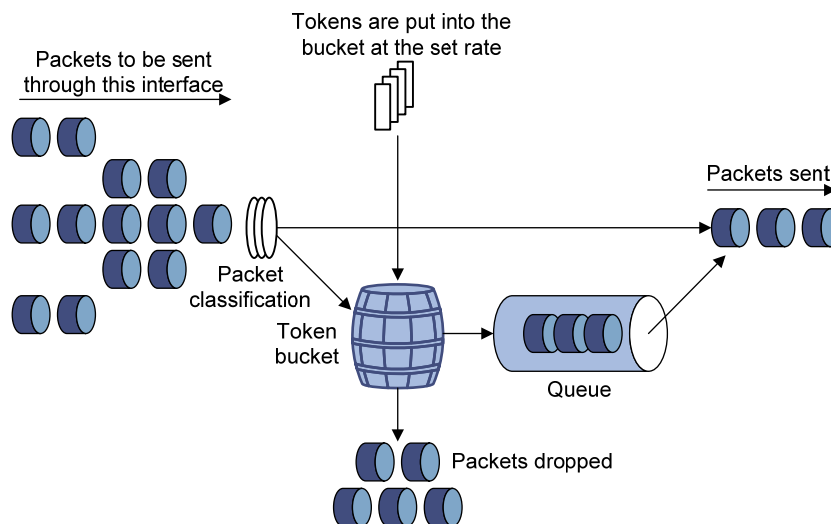 Tokens are put into the
bucket at the set rate
Packets to be sent
through this interface
Packets sent
Packet
classification
Token
bucket
Queue
Packets dropped